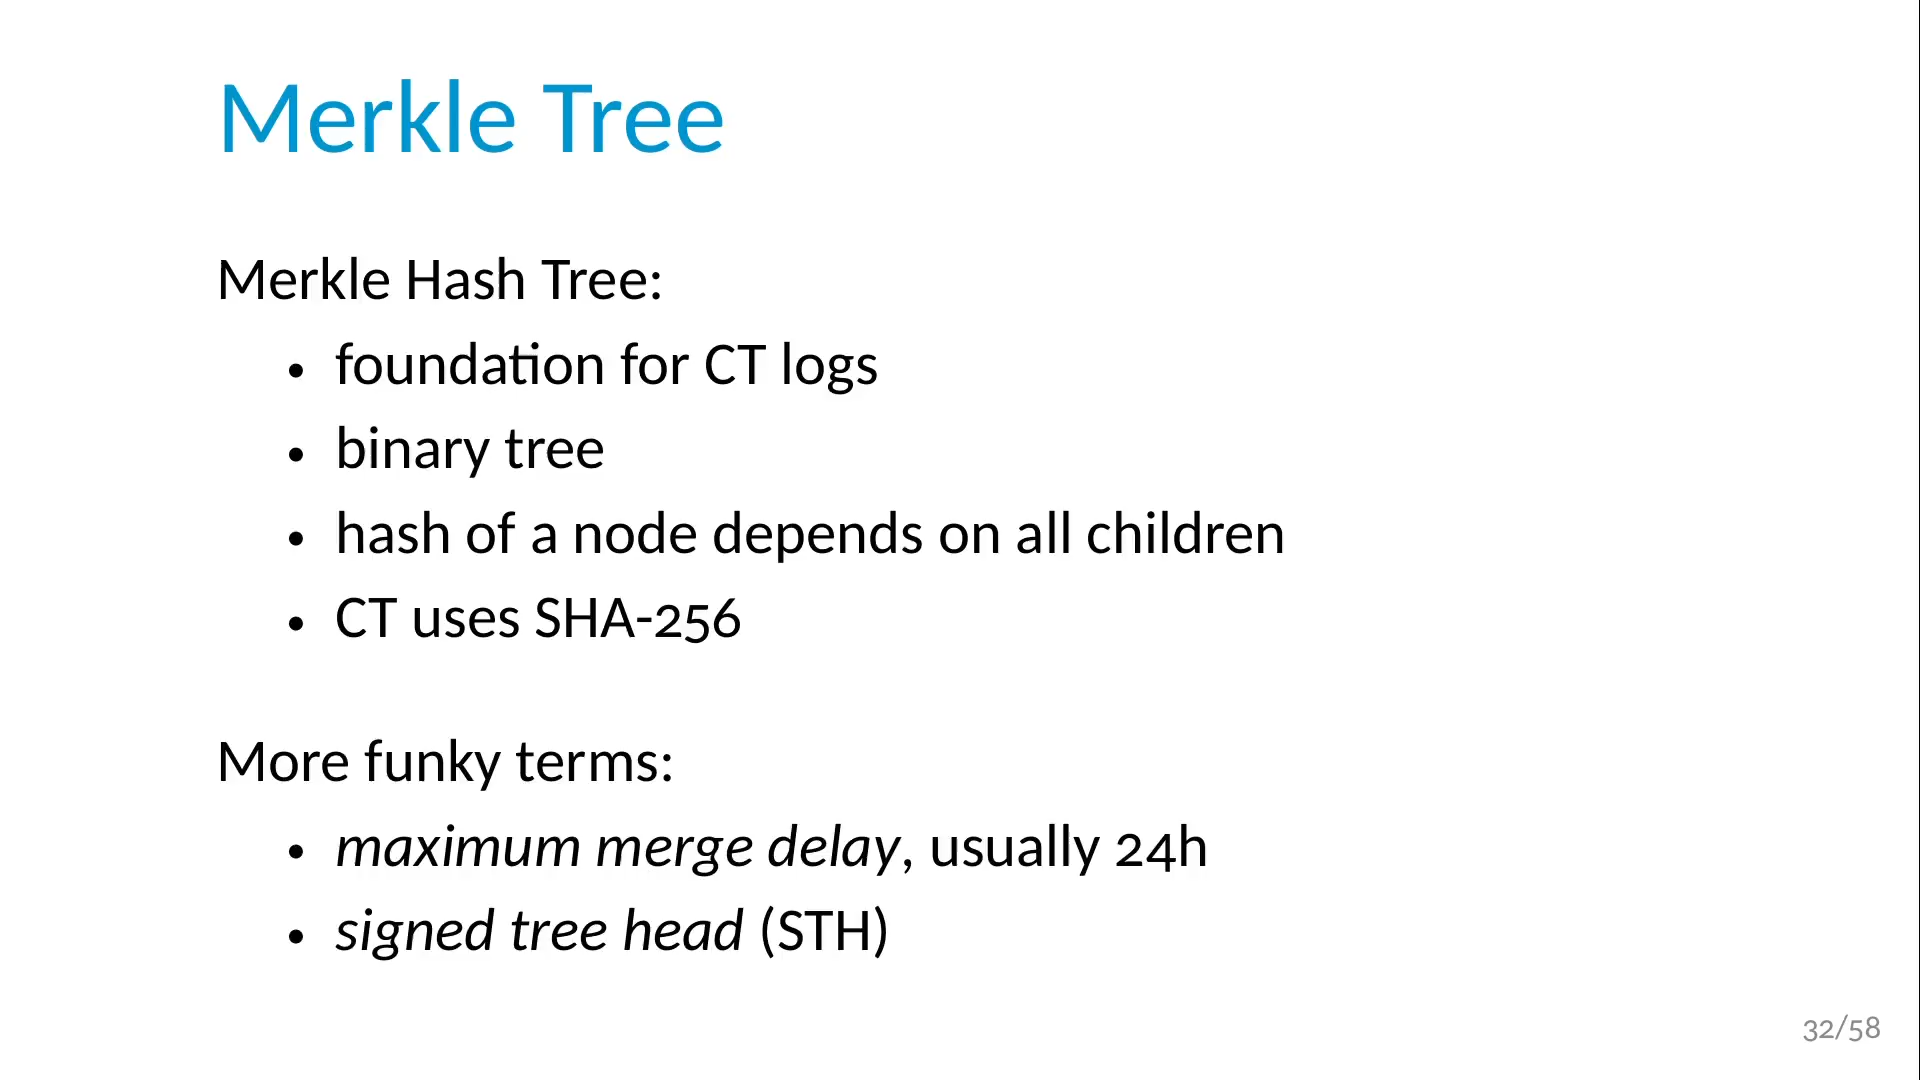 Merkle Tree
Merkle Hash Tree:
• foundation for CT logs
• binary tree
• hash of a node depends on all children
• CT uses SHA-256
More funky terms:
• maximum merge delay, usually 24h
• signed tree head (STH)
32/58